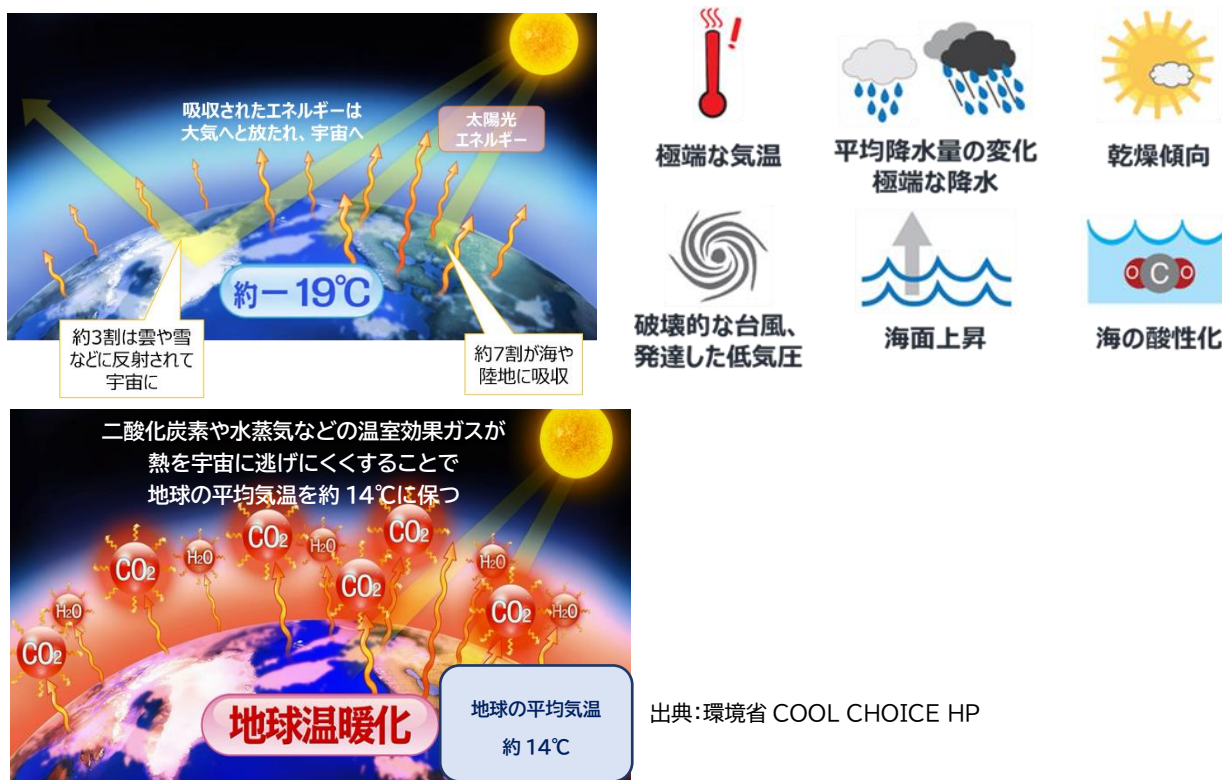 吸収されたエネルギーは
大気へと放たれ、宇宙へ
太陽光
エネルギー
約－19℃
約3割は雲や雪
などに反射されて
宇宙に
約7割が海や
陸地に吸収
極端な気温
平均降水量の変化
極端な降水
乾燥傾向
破壊的な台風、
発達した低気圧
海面上昇
O C O
海の酸性化
二酸化炭素や水蒸気などの温室効果ガスが
熱を宇宙に逃げにくくすることで
地球の平均気温を約 14℃に保つ
CO₂
H₂O
CO₂
H₂O
CO₂
CO₂
H₂O
CO₂
H₂O
CO₂
H₂O
CO₂
地球温暖化
地球の平均気温
約 14℃
出典：環境省 COOL CHOICE HP